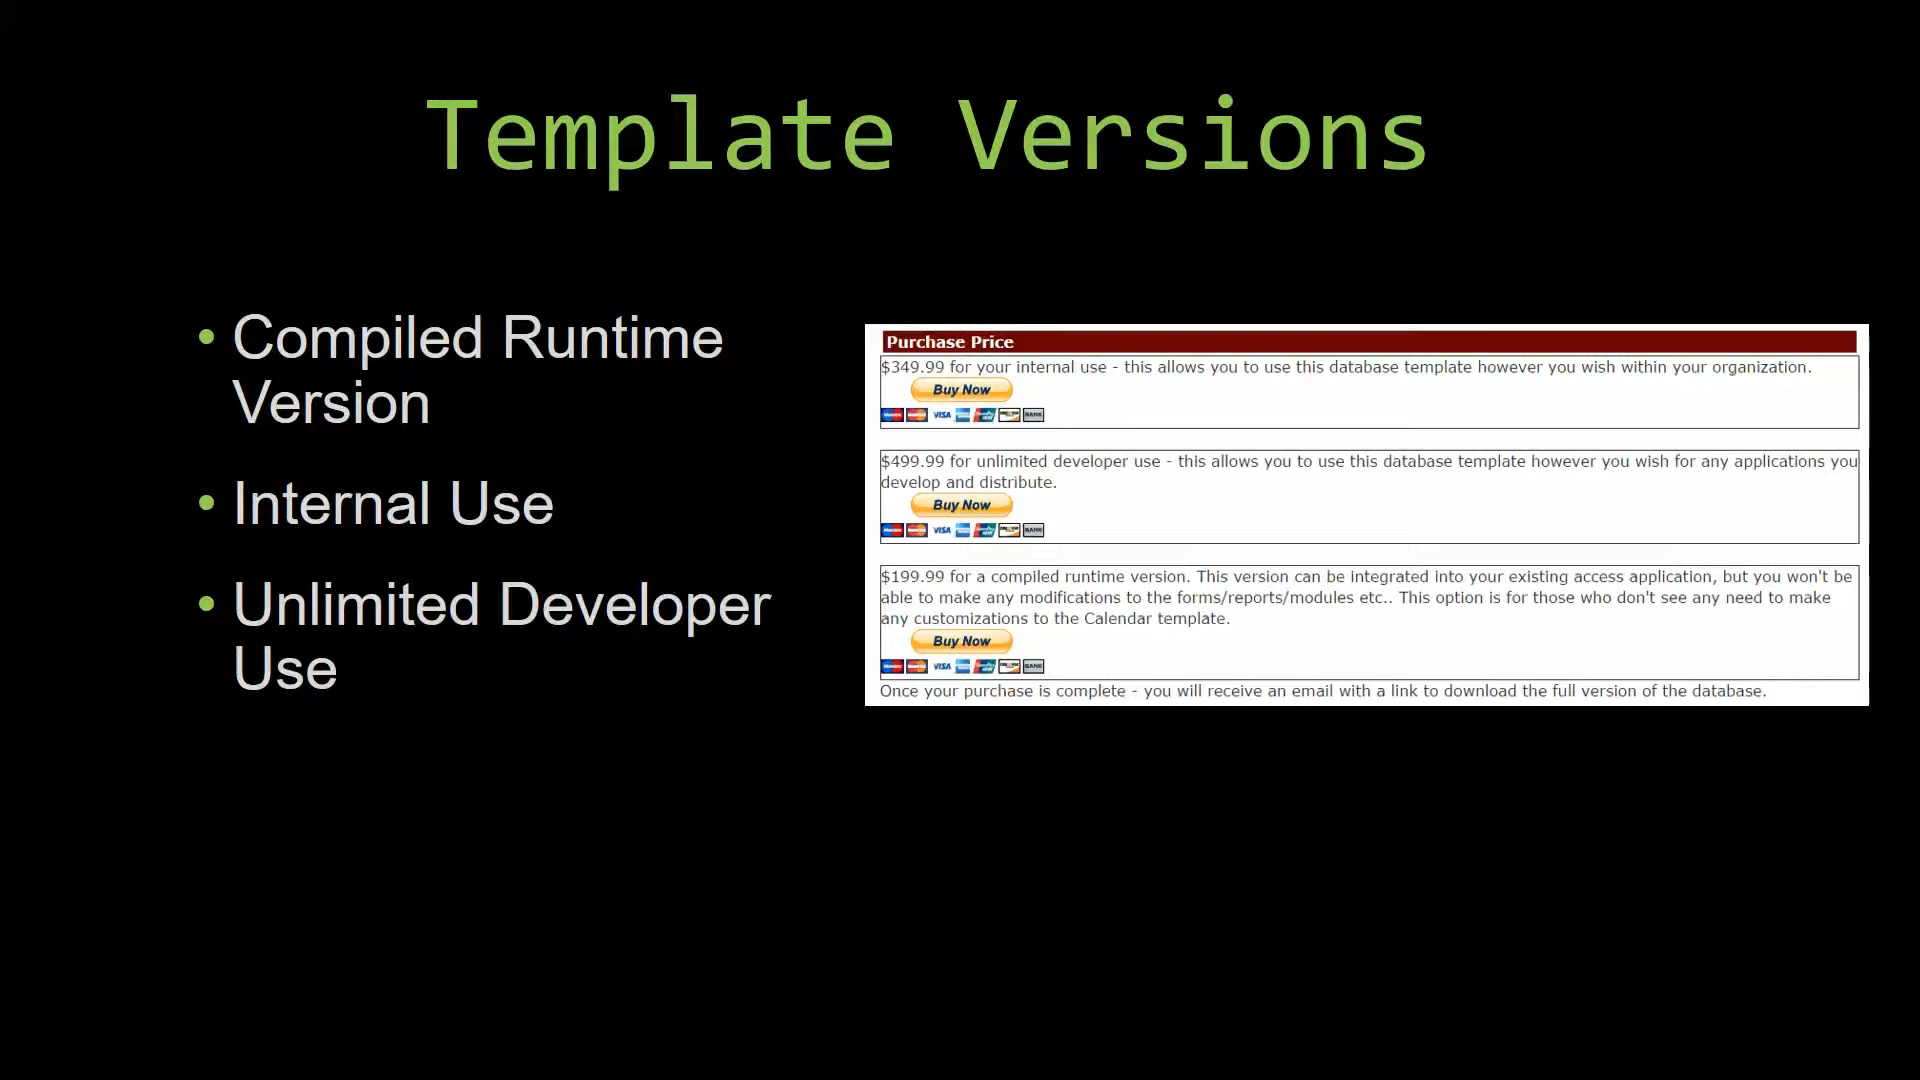 Template Versions
• Compiled Runtime
Version
• Internal Use
• Unlimited Developer
Use
Purchase Price
$349.99 for your internal use - this allows you to use this database template however you wish within your organization.
Buy Now
VISA BANK
$499.99 for unlimited developer use - this allows you to use this database template however you wish for any applications you
develop and distribute.
Buy Now
VISA BANK
$199.99 for a compiled runtime version. This version can be integrated into your existing access application, but you won't be
able to make any modifications to the forms/reports/modules etc.. This option is for those who don't see any need to make
any customizations to the Calendar template.
Buy Now
VISA BANK
Once your purchase is complete - you will receive an email with a link to download the full version of the database.